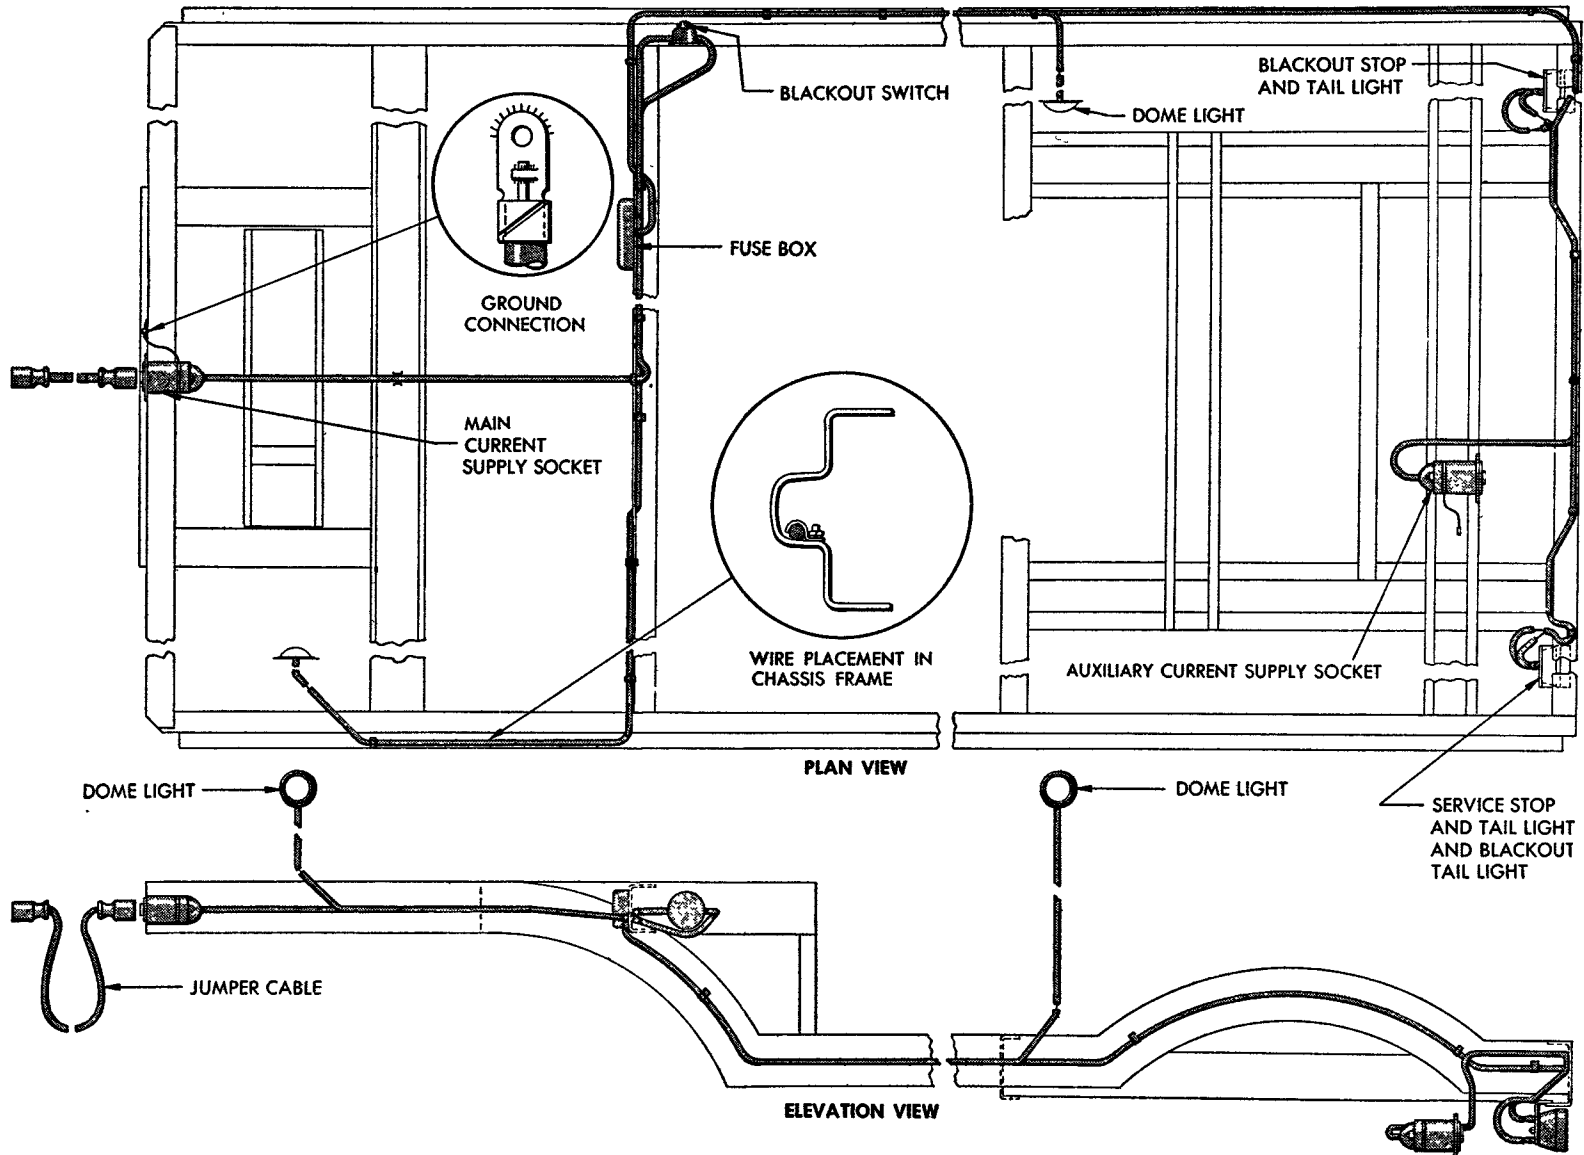 BLACKOUT STOP
AND TAIL LIGHT
BLACKOUT SWITCH
DOME LIGHT
FUSE BOX
GROUND
CONNECTION
MAIN
CURRENT
SUPPLY SOCKET
WIRE PLACEMENT IN
CHASSIS FRAME
AUXILIARY CURRENT SUPPLY SOCKET
PLAN VIEW
DOME LIGHT
DOME LIGHT
SERVICE STOP
AND TAIL LIGHT
AND BLACKOUT
TAIL LIGHT
JUMPER CABLE
ELEVATION VIEW